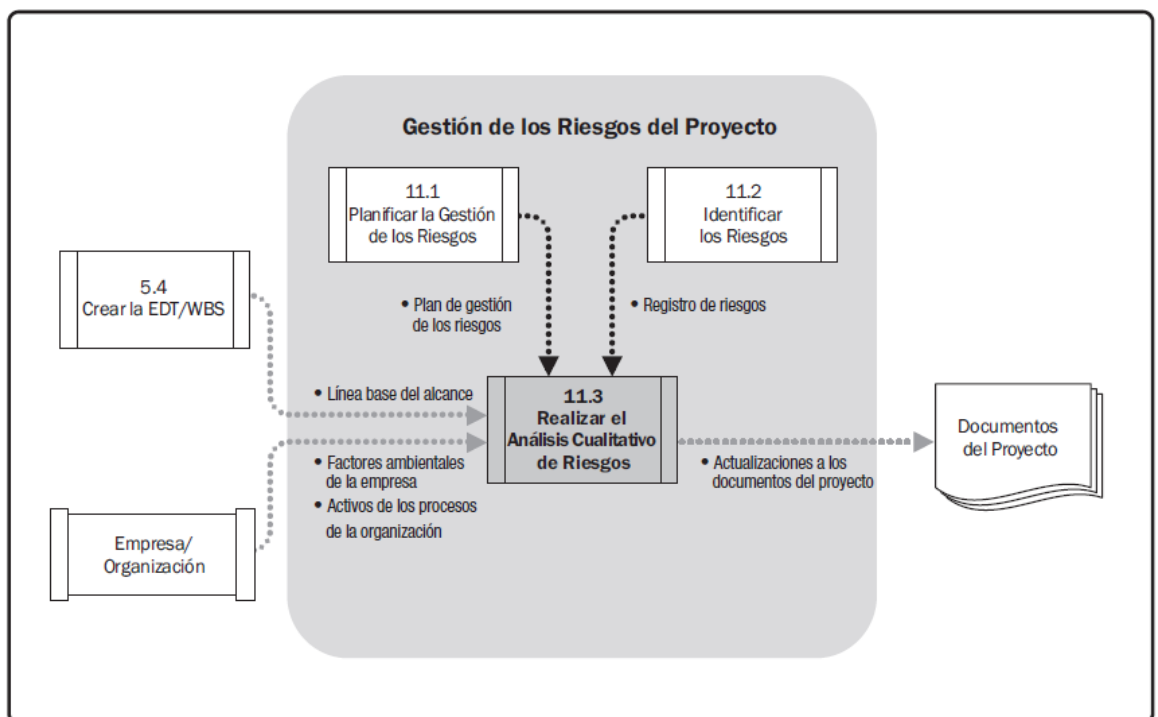 Gestión de los Riesgos del Proyecto
11.1
Planificar la Gestión
de los Riesgos
11.2
Identificar
los Riesgos
5.4
Crear la EDT/WBS
• Plan de gestión
de los riesgos
• Registro de riesgos
• Línea base del alcance
11.3
Realizar el
Análisis Cualitativo
de Riesgos
Documentos
del Proyecto
• Factores ambientales
de la empresa
• Activos de los procesos
de la organización
• Actualizaciones a los
documentos del proyecto
Empresa/
Organización